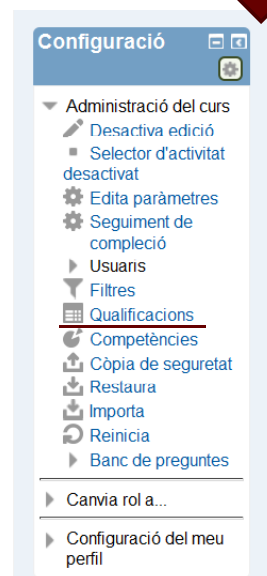 Configuració
Administració del curs
Desactiva edició
Selector d'activitat
desactivat
Edita paràmetres
Seguiment de
compleció
Usuaris
Filtres
Qualificacions
Competències
Còpia de seguretat
Restaura
Importa
Reinicia
Banc de preguntes
Canvia rol a...
Configuració del meu
perfil